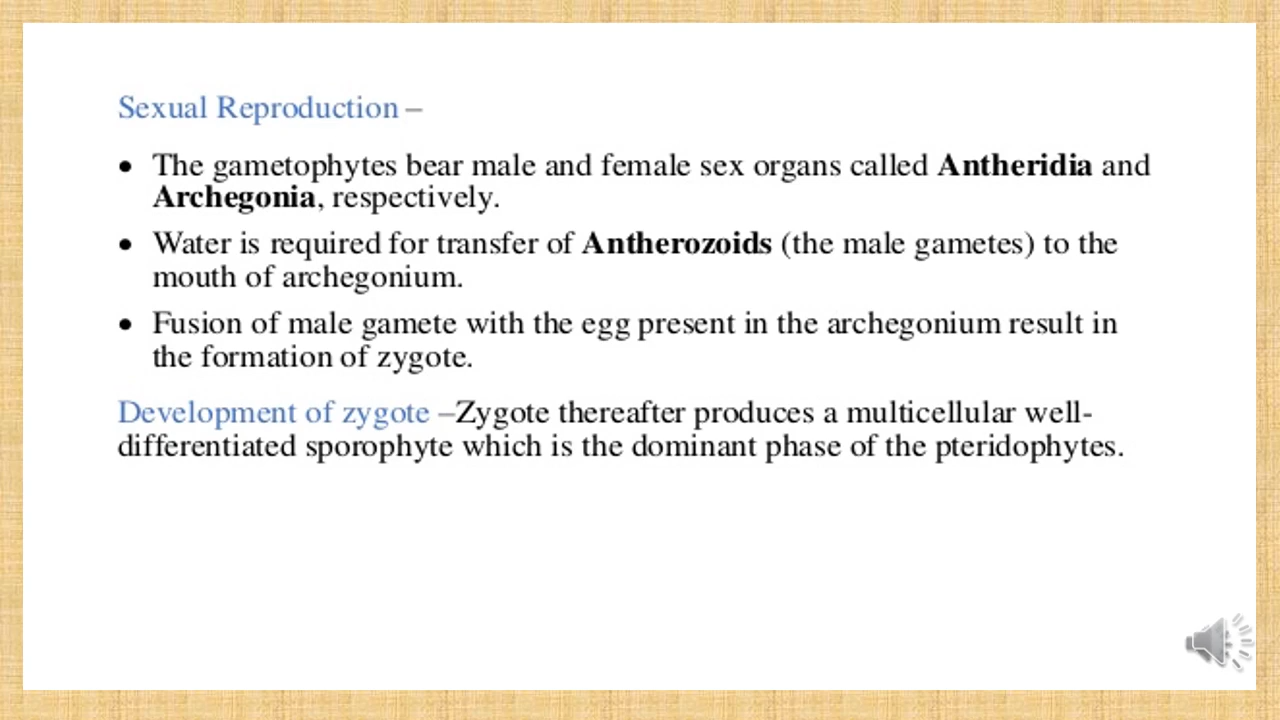 Sexual Reproduction –
• The gametophytes bear male and female sex organs called Antheridia and
Archegonia, respectively.
• Water is required for transfer of Antherozoids (the male gametes) to the
mouth of archegonium.
• Fusion of male gamete with the egg present in the archegonium result in
the formation of zygote.
Development of zygote –Zygote thereafter produces a multicellular well-
differentiated sporophyte which is the dominant phase of the pteridophytes.